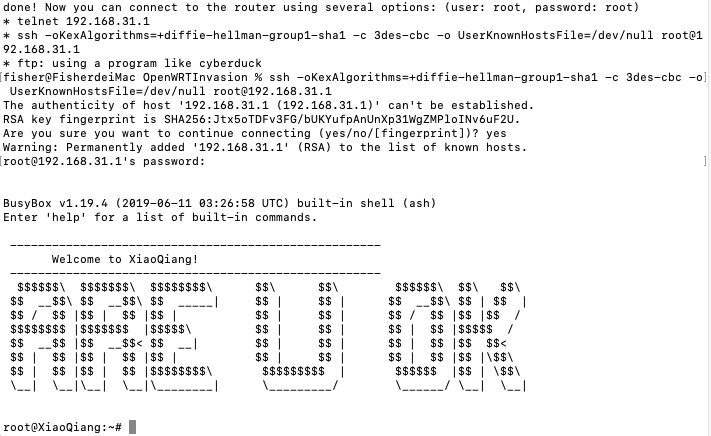 done! Now you can connect to the router using several options: (user: root, password: root)
* telnet 192.168.31.1
* ssh -oKexAlgorithms=+diffie-hellman-group1-sha1 -c 3des-cbc -o UserKnownHostsFile=/dev/null root@1
92.168.31.1
* ftp: using a program like cyberduck
[fisher@FisherdeiMac OpenWRTInvasion % ssh -oKexAlgorithms=+diffie-hellman-group1-sha1 -c 3des-cbc -o]
 UserKnownHostsFile=/dev/null root@192.168.31.1
The authenticity of host '192.168.31.1 (192.168.31.1)' can't be established.
RSA key fingerprint is SHA256:Jtx5oTDFv3FG/bUKYufpAnUnXp31WgZMPloINv6uF2U.
Are you sure you want to continue connecting (yes/no/[fingerprint])? yes
Warning: Permanently added '192.168.31.1' (RSA) to the list of known hosts.
[root@192.168.31.1's password:                                                                       ]


BusyBox v1.19.4 (2019-06-11 03:26:58 UTC) built-in shell (ash)
Enter 'help' for a list of built-in commands.

 -----------------------------------------------------
       Welcome to XiaoQiang!
 -----------------------------------------------------
  $$$$$$\  $$$$$$$\  $$$$$$$$\      $$\      $$\        $$$$$$\  $$\   $$\
 $$  __$$\ $$  __$$\ $$  _____|     $$ |     $$ |      $$  __$$\ $$ | $$  |
 $$ /  $$ |$$ |  $$ |$$ |           $$ |     $$ |      $$ /  $$ |$$ |$$  /
 $$$$$$$$ |$$$$$$$  |$$$$$\         $$ |     $$ |      $$ |  $$ |$$$$$  /
 $$  __$$ |$$  __$$< $$  __|        $$ |     $$ |      $$ |  $$ |$$  $$<
 $$ |  $$ |$$ |  $$ |$$ |           $$ |     $$ |      $$ |  $$ |$$ |\$$\
 $$ |  $$ |$$ |  $$ |$$$$$$$$\       $$$$$$$$$  |       $$$$$$  |$$ | \$$\
 \__|  \__|\__|  \__|\________|      \_________/        \______/ \__|  \__|


root@XiaoQiang:~#